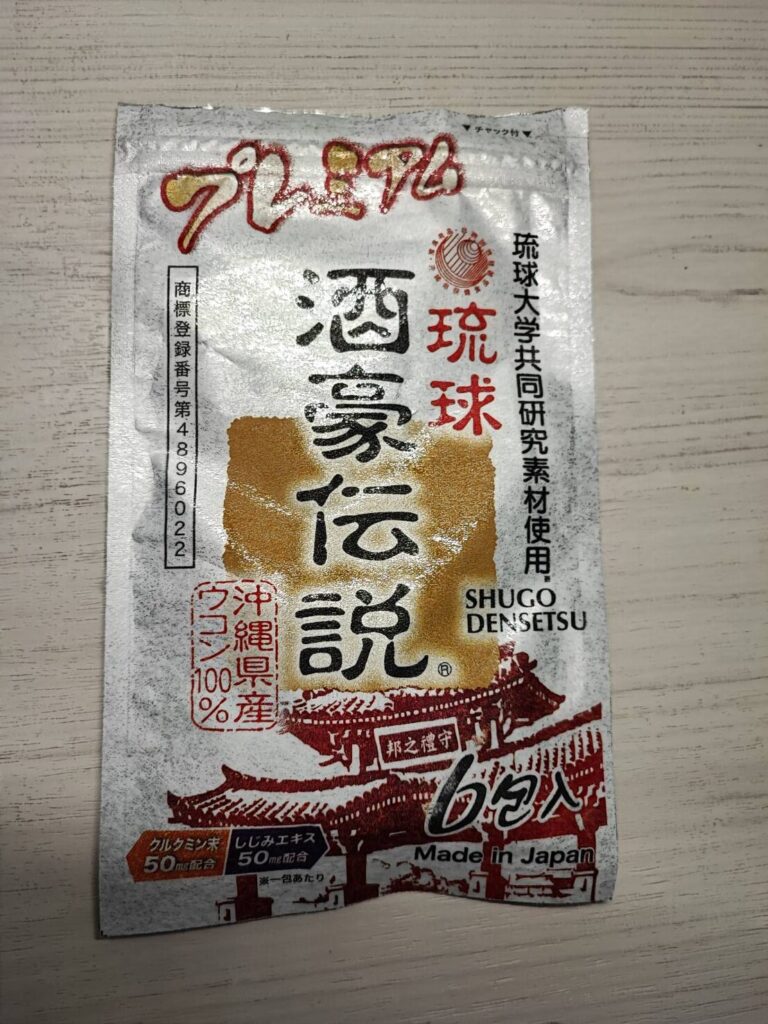 ▼チャック付▼
プレミアム
琉球大学共同研究素材使用※
琉球
酒豪伝説®
SHUGO
DENSETSU
商標登録番号第4896022
沖縄県産
ウコン100%
守禮之邦
6包入
クルクミン末
50mg配合
しじみエキス
50mg配合
※一包あたり
Made in Japan